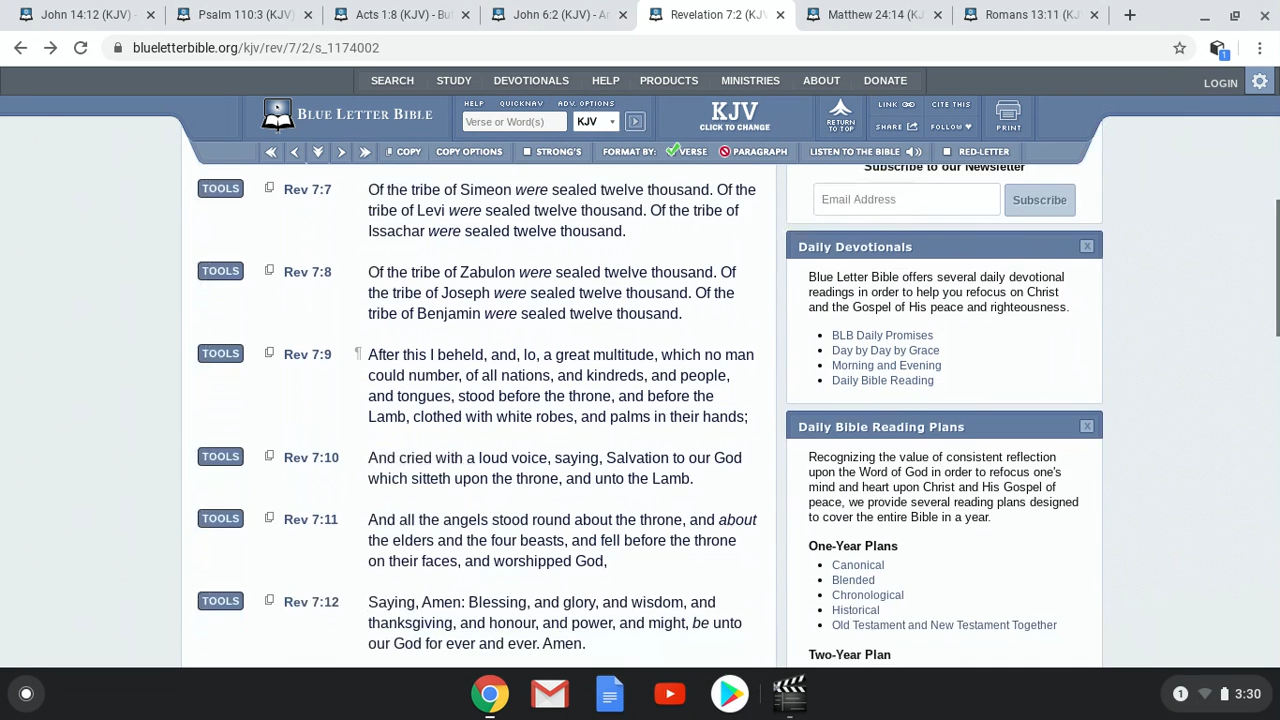 John 14:12 (KJV) -
Psalm 110:3 (KJV)
Acts 1:8 (KJV) - Bu
John 6:2 (KJV) - Ar
Revelation 7:2 (KJV
Matthew 24:14 (KJ
Romans 13:11 (KJ
blueletterbible.org/kjv/rev/7/2/s_1174002
1
SEARCH STUDY DEVOTIONALS HELP PRODUCTS MINISTRIES ABOUT DONATE
LOGIN
BLUE LETTER BIBLE
HELP QUICKNAV ADV. OPTIONS
Verse or Word(s) KJV
KJV
CLICK TO CHANGE
RETURN TO TOP
LINK CITE THIS
SHARE FOLLOW
PRINT
COPY COPY OPTIONS STRONG'S FORMAT BY: VERSE PARAGRAPH LISTEN TO THE BIBLE RED-LETTER
TOOLS Rev 7:7 Of the tribe of Simeon were sealed twelve thousand. Of the
tribe of Levi were sealed twelve thousand. Of the tribe of
Issachar were sealed twelve thousand.
TOOLS Rev 7:8 Of the tribe of Zabulon were sealed twelve thousand. Of
the tribe of Joseph were sealed twelve thousand. Of the
tribe of Benjamin were sealed twelve thousand.
TOOLS Rev 7:9 ¶ After this I beheld, and, lo, a great multitude, which no man
could number, of all nations, and kindreds, and people,
and tongues, stood before the throne, and before the
Lamb, clothed with white robes, and palms in their hands;
TOOLS Rev 7:10 And cried with a loud voice, saying, Salvation to our God
which sitteth upon the throne, and unto the Lamb.
TOOLS Rev 7:11 And all the angels stood round about the throne, and about
the elders and the four beasts, and fell before the throne
on their faces, and worshipped God,
TOOLS Rev 7:12 Saying, Amen: Blessing, and glory, and wisdom, and
thanksgiving, and honour, and power, and might, be unto
our God for ever and ever. Amen.
Subscribe to our Newsletter
Email Address Subscribe
Daily Devotionals X
Blue Letter Bible offers several daily devotional
readings in order to help you refocus on Christ
and the Gospel of His peace and righteousness.
BLB Daily Promises
Day by Day by Grace
Morning and Evening
Daily Bible Reading
Daily Bible Reading Plans X
Recognizing the value of consistent reflection
upon the Word of God in order to refocus one's
mind and heart upon Christ and His Gospel of
peace, we provide several reading plans designed
to cover the entire Bible in a year.
One-Year Plans
Canonical
Blended
Chronological
Historical
Old Testament and New Testament Together
Two-Year Plan
1 3:30